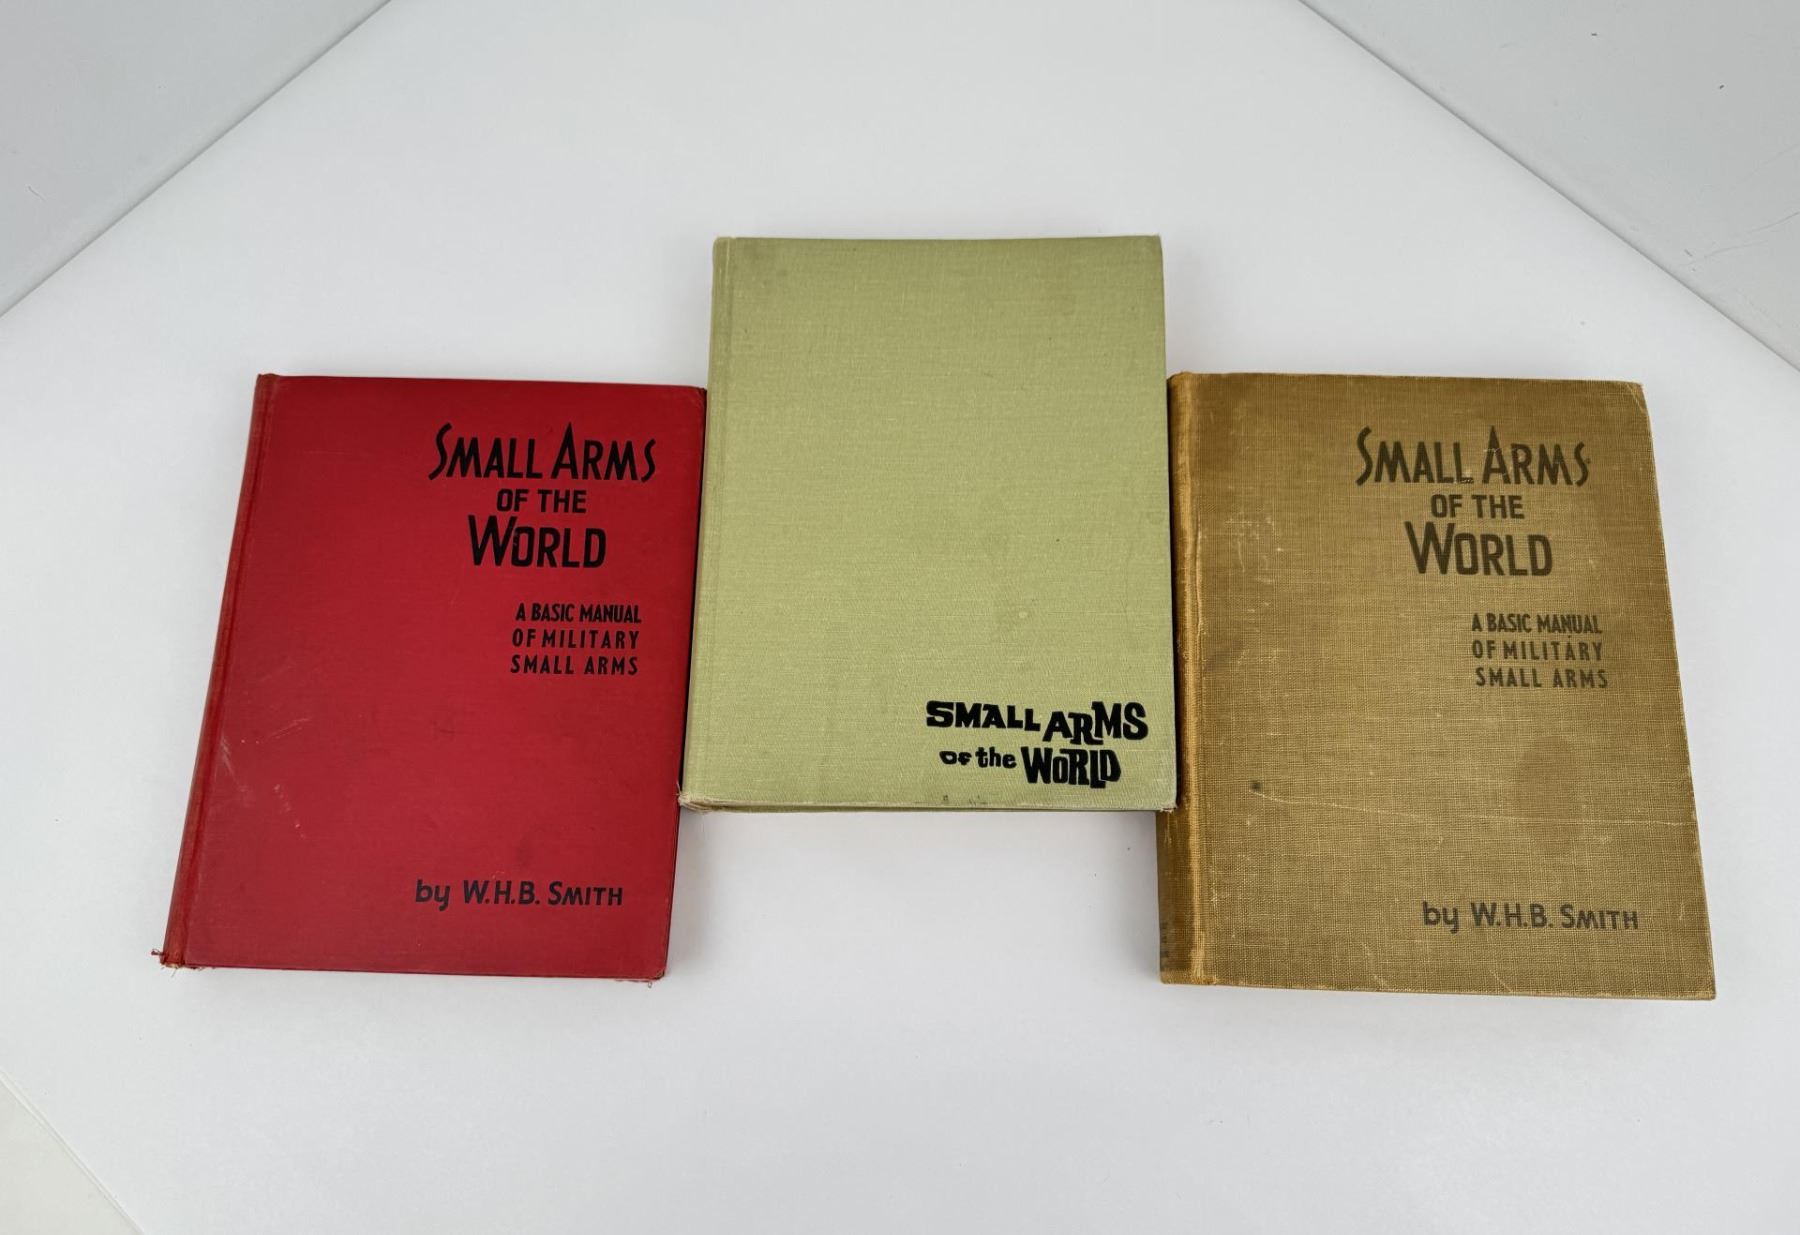 SMALL ARMS
OF THE
WORLD
A BASIC MANUAL
OF MILITARY
SMALL ARMS
by W.H.B. SMITH
SMALL ARMS
OF the WORLD
SMALL ARMS
OF THE
WORLD
A BASIC MANUAL
OF MILITARY
SMALL ARMS
by W.H.B. SMITH